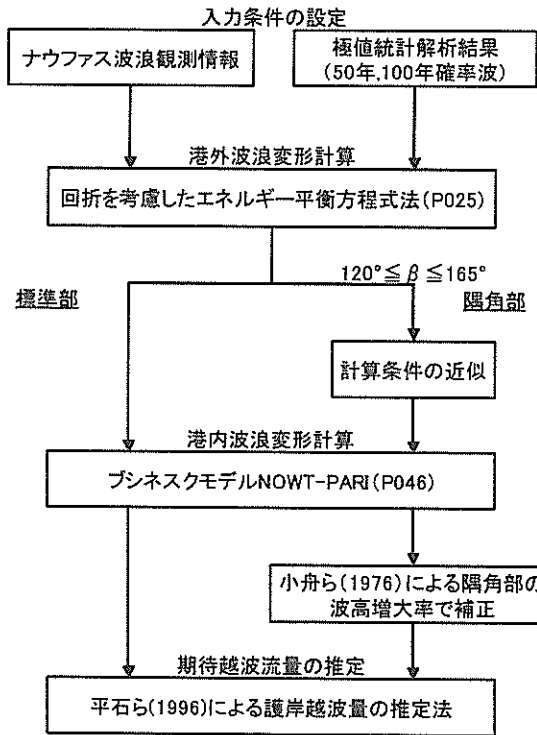 入力条件の設定
ナウファス波浪観測情報
極値統計解析結果
(50年,100年確率波)
港外波浪変形計算
回折を考慮したエネルギー平衡方程式法(P025)
120°≦β≦165°
標準部
隅角部
計算条件の近似
港内波浪変形計算
ブシネスクモデルNOWT-PARI(P046)
小舟ら(1976)による隅角部の
波高増大率で補正
期待越波流量の推定
平石ら(1996)による護岸越波量の推定法